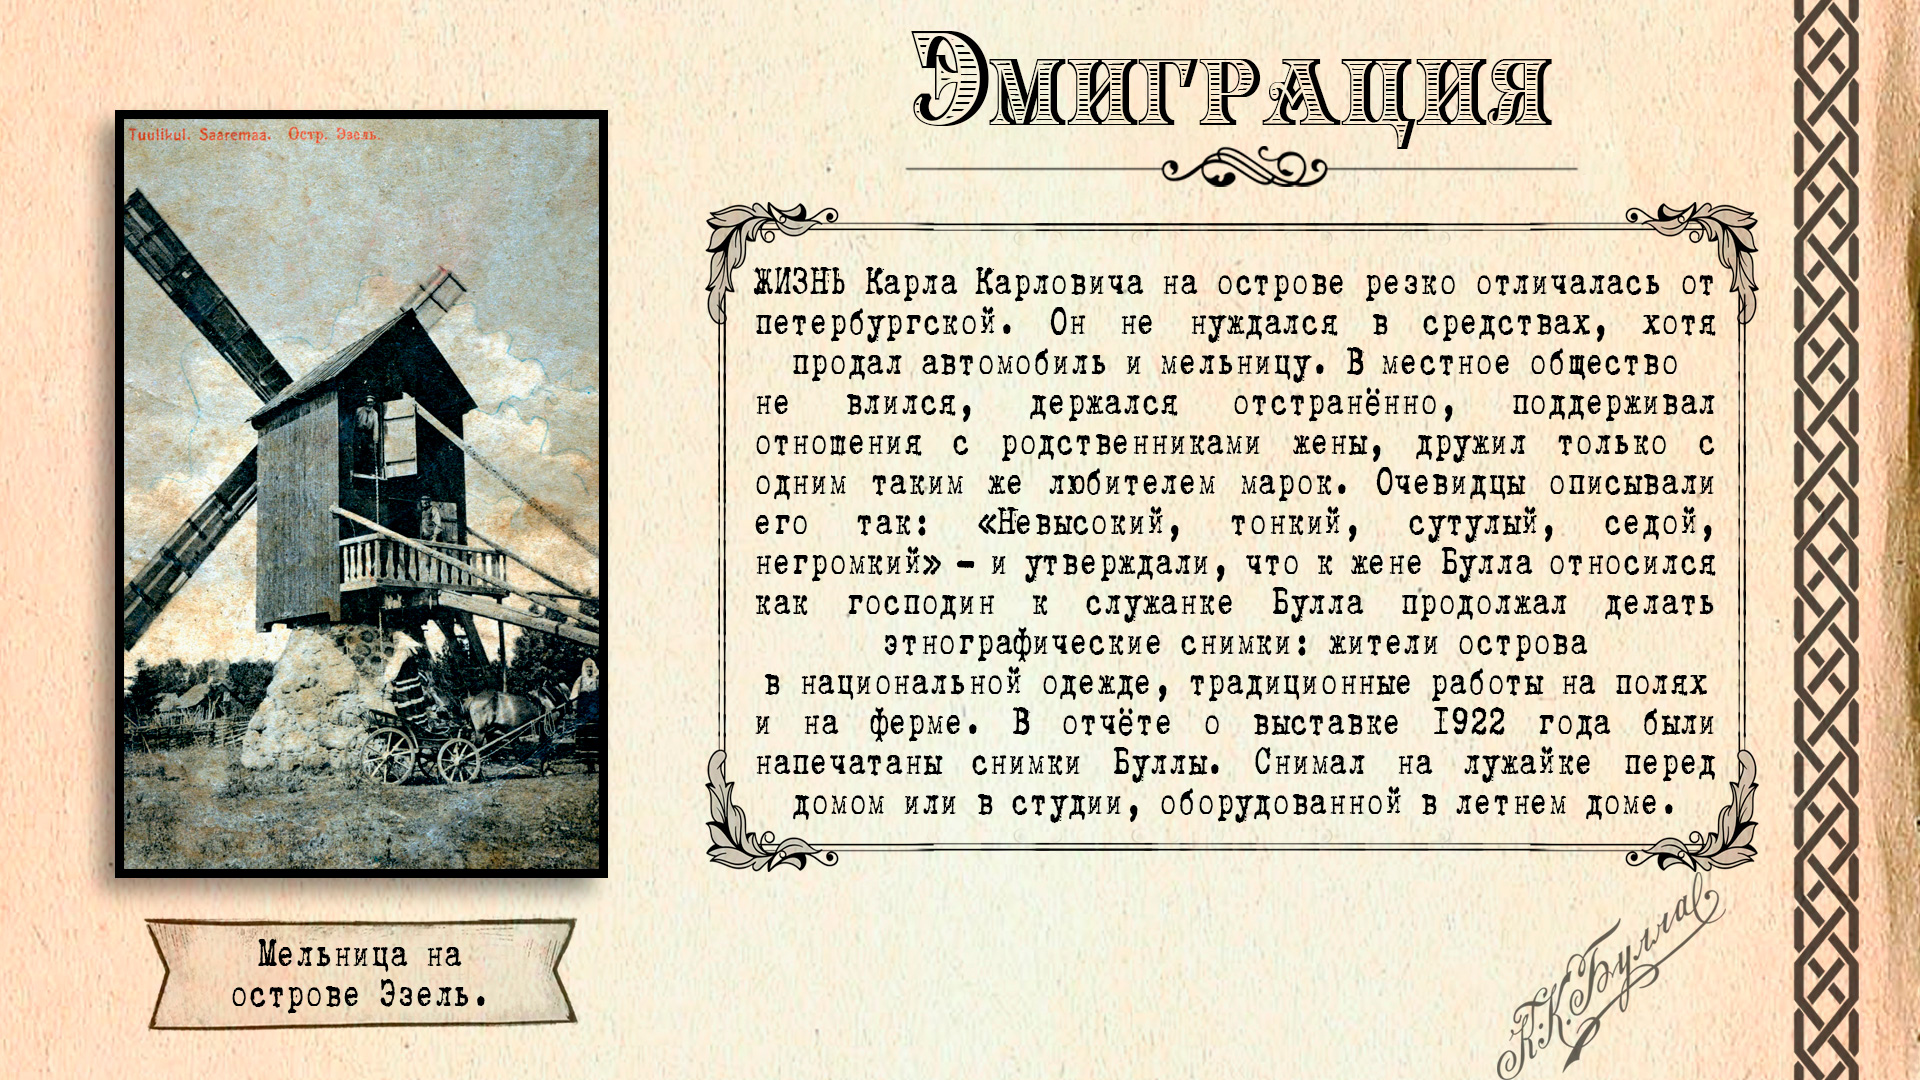 Эмиграция
Tuulikul. Saaremaa. Остр. Эзель.
ЖИЗНЬ Карла Карловича на острове резко отличалась от
петербургской. Он не нуждался в средствах, хотя
продал автомобиль и мельницу. В местное общество
не влился, держался отстранённо, поддерживал
отношения с родственниками жены, дружил только с
одним таким же любителем марок. Очевидцы описывали
его так: «Невысокий, тонкий, сутулый, седой,
негромкий» – и утверждали, что к жене Булла относился
как господин к служанке Булла продолжал делать
этнографические снимки: жители острова
в национальной одежде, традиционные работы на полях
и на ферме. В отчёте о выставке 1922 года были
напечатаны снимки Буллы. Снимал на лужайке перед
домом или в студии, оборудованной в летнем доме.
Мельница на
острове Эзель.
К.К.Булла